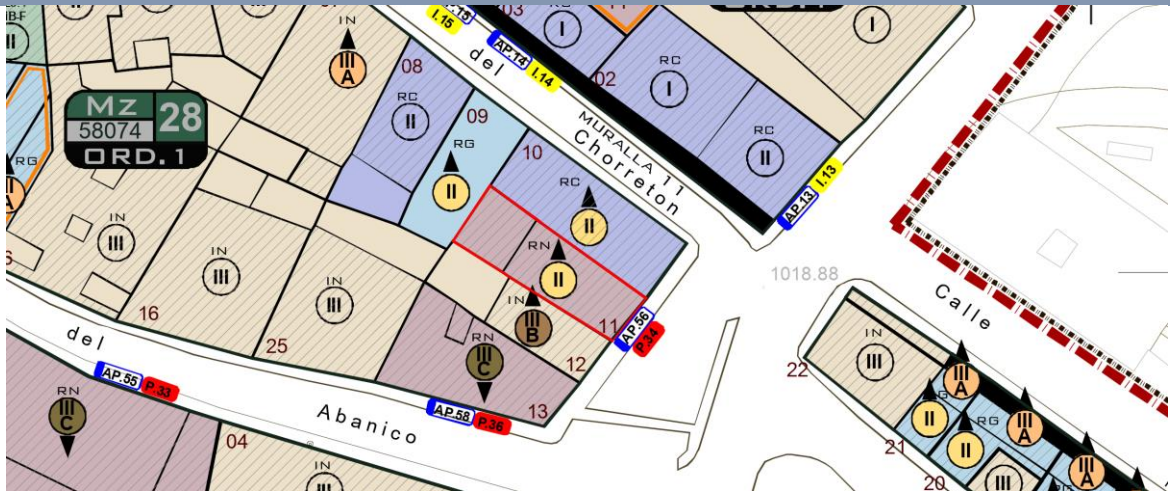 I.15
03
RC
I
I
IN
III
A
08
del
AP.14
I.14
02
RC
I
Mz
58074
28
ORD.1
RC
II
09
MURALLA 11
Chorreton
RC
II
I.13
AP.13
RG
II
10
RC
II
RG
IN
III
IN
III
IN
III
RN
II
IN
III
B
11
AP.56
P.34
1018.88
Calle
16
25
RN
III
C
12
13
del
AP.55
P.33
Abanico
AP.58
P.36
RN
III
C
04
IN
III
22
IN
III
III
A
RG
II
II
III
A
III
A
21
20
III